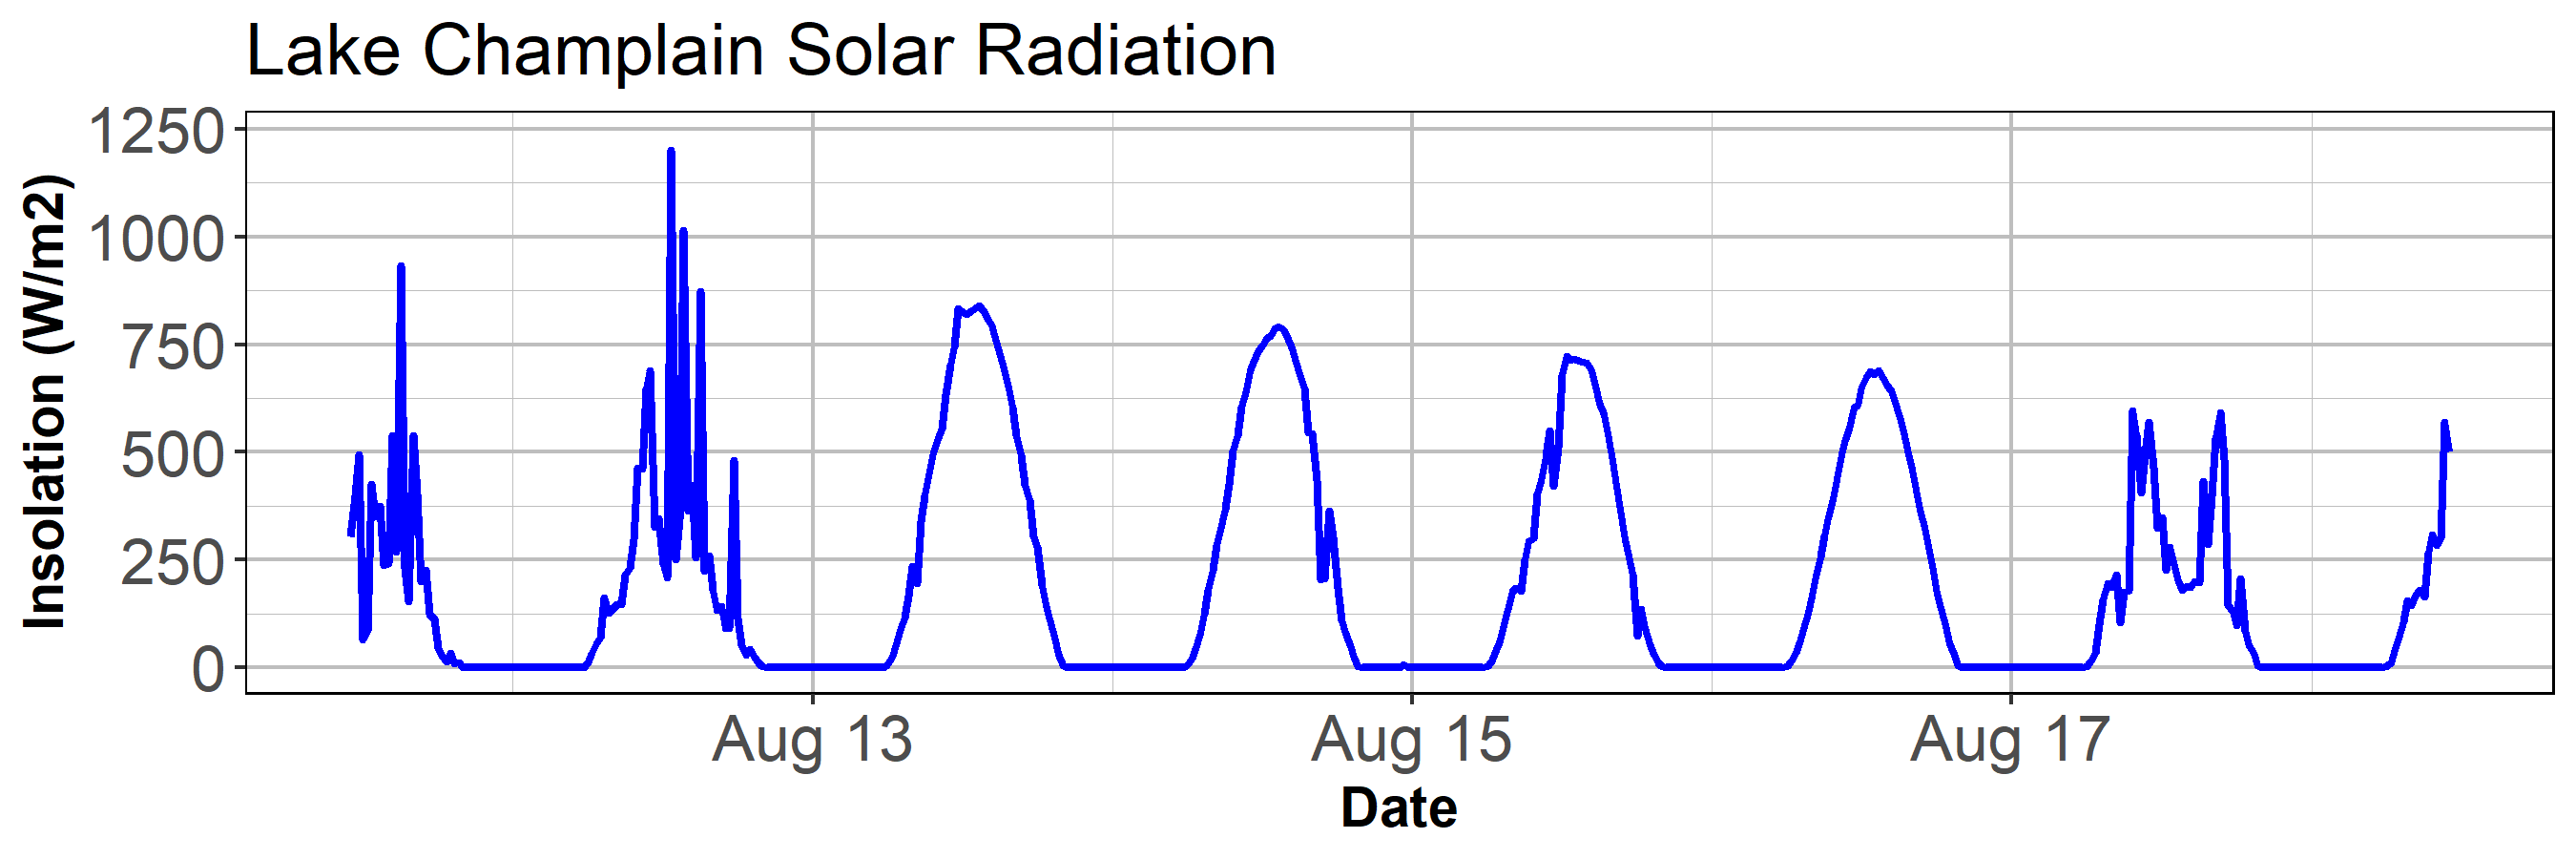 Lake Champlain Solar Radiation
1250
1000
750
500
250
0
Insolation (W/m2)
Aug 13
Aug 15
Aug 17
Date